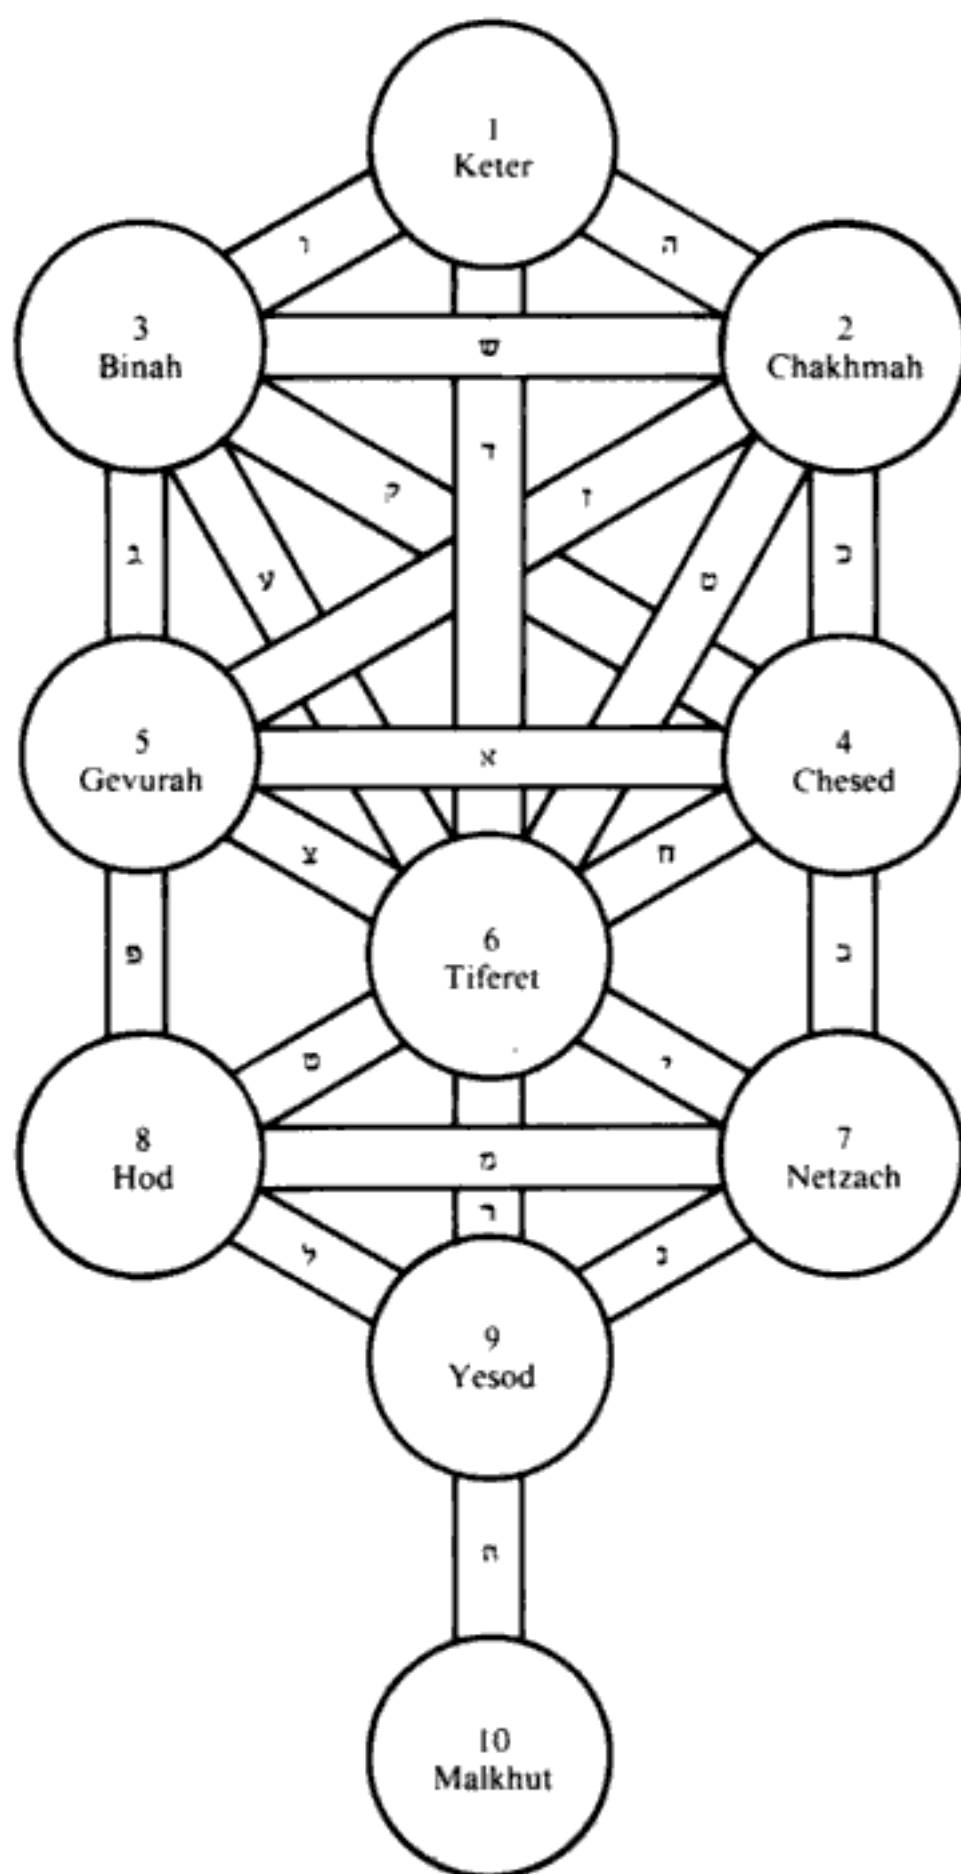 1
Keter
ו ה
3
Binah
ש
2
Chakhmah
ד
ק ז
ג ע ט כ
5
Gevurah
א
4
Chesed
צ ח
6
Tiferet
פ ב
ט י
8
Hod
מ
7
Netzach
ר
ל נ
9
Yesod
ת
10
Malkhut